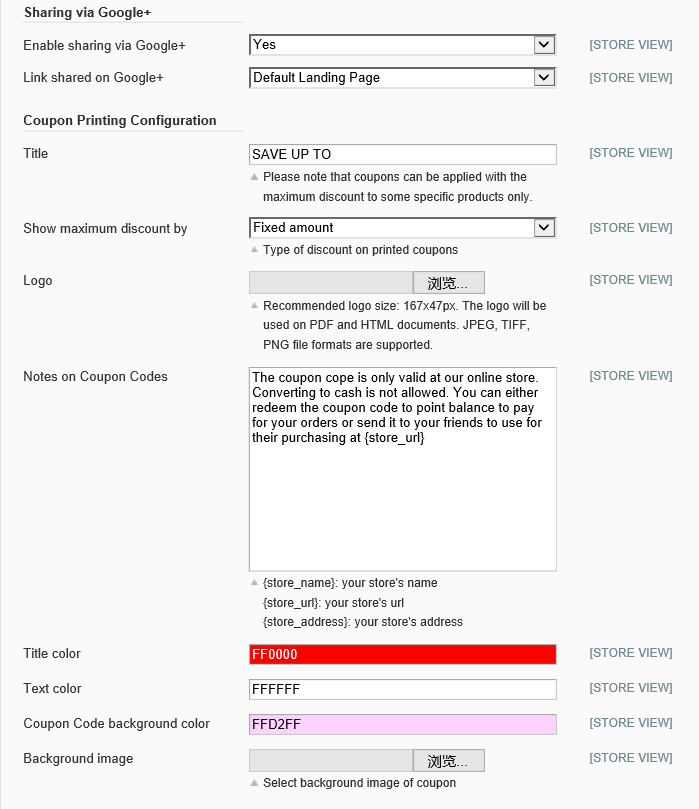 Sharing via Google+
Enable sharing via Google+ Yes [STORE VIEW]
Link shared on Google+ Default Landing Page [STORE VIEW]
Coupon Printing Configuration
Title SAVE UP TO [STORE VIEW]
Please note that coupons can be applied with the
maximum discount to some specific products only.
Show maximum discount by Fixed amount [STORE VIEW]
Type of discount on printed coupons
Logo 浏览... [STORE VIEW]
Recommended logo size: 167x47px. The logo will be
used on PDF and HTML documents. JPEG, TIFF,
PNG file formats are supported.
Notes on Coupon Codes [STORE VIEW]
The coupon cope is only valid at our online store.
Converting to cash is not allowed. You can either
redeem the coupon code to point balance to pay
for your orders or send it to your friends to use for
their purchasing at {store_url}
{store_name}: your store's name
{store_url}: your store's url
{store_address}: your store's address
Title color FF0000 [STORE VIEW]
Text color FFFFFF [STORE VIEW]
Coupon Code background color FFD2FF [STORE VIEW]
Background image 浏览... [STORE VIEW]
Select background image of coupon